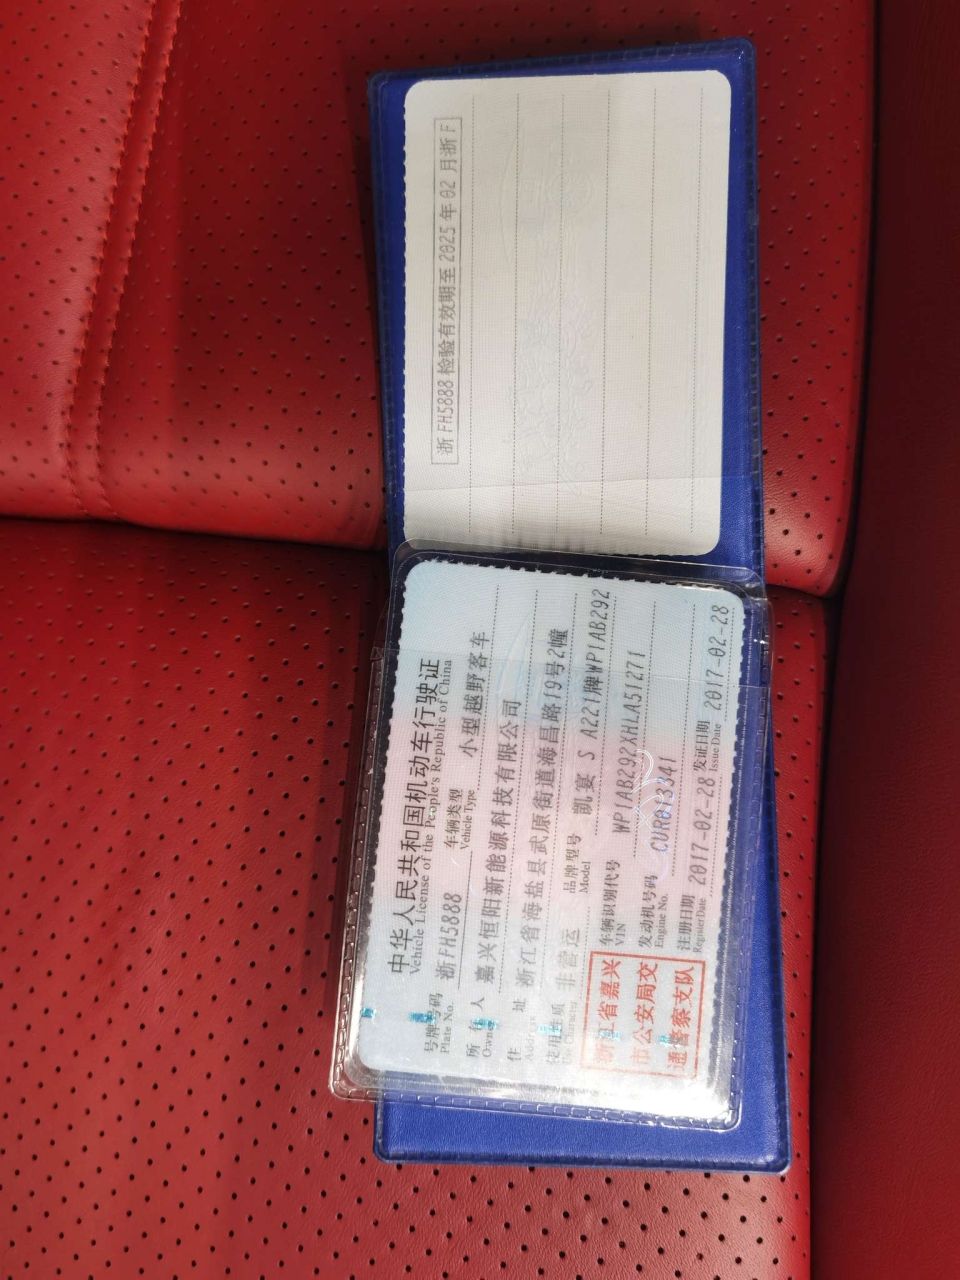 中华人民共和国机动车行驶证
Vehicle License of the People's Republic of China
号牌号码 浙FH5888 车辆类型 小型越野客车
Plate No. Vehicle Type
所有人 嘉兴恒阳新能源科技有限公司
Owner
住址 浙江省海盐县武原街道海昌路19号2幢
Address
使用性质 非营运 品牌型号 凯宴 S A221牌WP1AB292
Use Character Model
浙江省嘉兴
市公安局交
通警察支队
车辆识别代号 WP1AB292XHLA51271
VIN
发动机号码 CUR013341
Engine No.
注册日期 2017-02-28 发证日期 2017-02-28
Register Date Issue Date
浙FH5888 检验有效期至 2025 年 02 月浙F